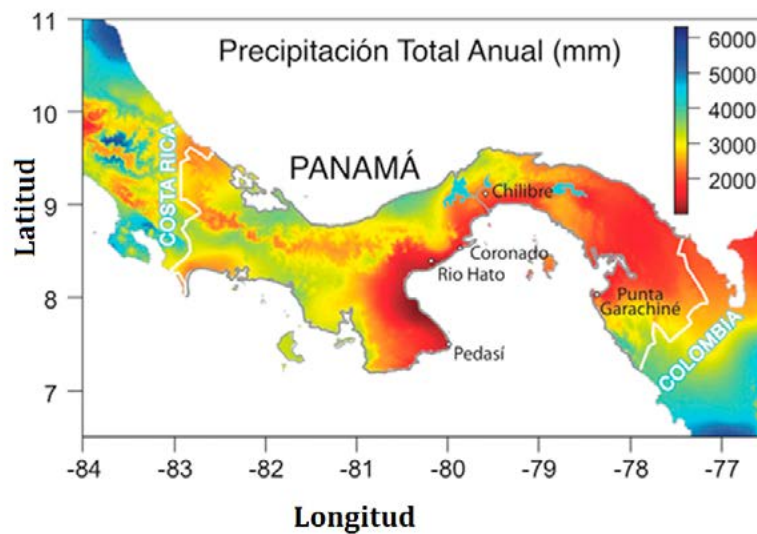 Precipitación Total Anual (mm)
6000
5000
4000
3000
2000
PANAMÁ
COSTA RICA
Chilibre
Coronado
Rio Hato
Punta
Garachiné
Pedasí
COLOMBIA
Latitud
11
10
9
8
7
-84
-83
-82
-81
-80
-79
-78
-77
Longitud